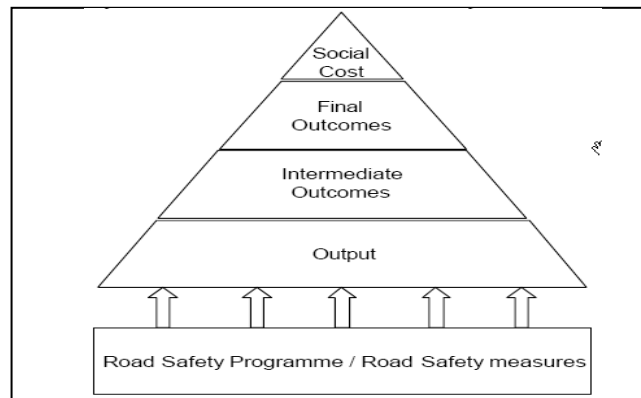 Social
Cost
Final
Outcomes
Intermediate
Outcomes
Output
Road Safety Programme / Road Safety measures